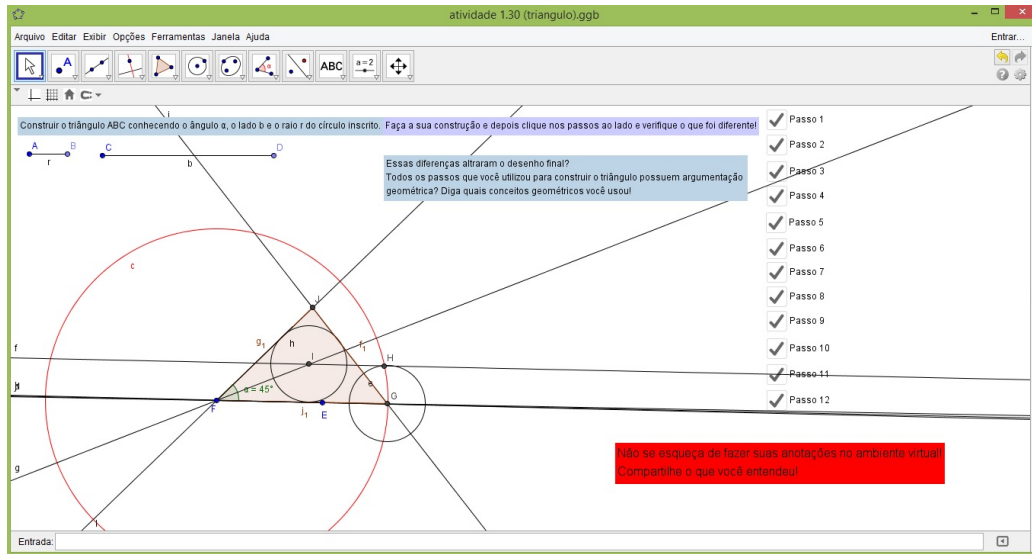 atividade 1.30 (triangulo).ggb
Arquivo Editar Exibir Opções Ferramentas Janela Ajuda
Entrar...
A
ABC
a=2
Construir o triângulo ABC conhecendo o ângulo α, o lado b e o raio r do círculo inscrito.
Faça a sua construção e depois clique nos passos ao lado e verifique o que foi diferente!
A
B
r
C
D
b
Essas diferenças altraram o desenho final?
Todos os passos que você utilizou para construir o triângulo possuem argumentação
geométrica? Diga quais conceitos geométricos você usou!
Passo 1
Passo 2
Passo 3
Passo 4
Passo 5
Passo 6
Passo 7
Passo 8
Passo 9
Passo 10
Passo 11
Passo 12
i
c
J
g₁
h
f₁
I
H
f
e
α = 45°
G
F
j₁
E
g
Não se esqueça de fazer suas anotações no ambiente virtual!
Compartilhe o que você entendeu!
Entrada: